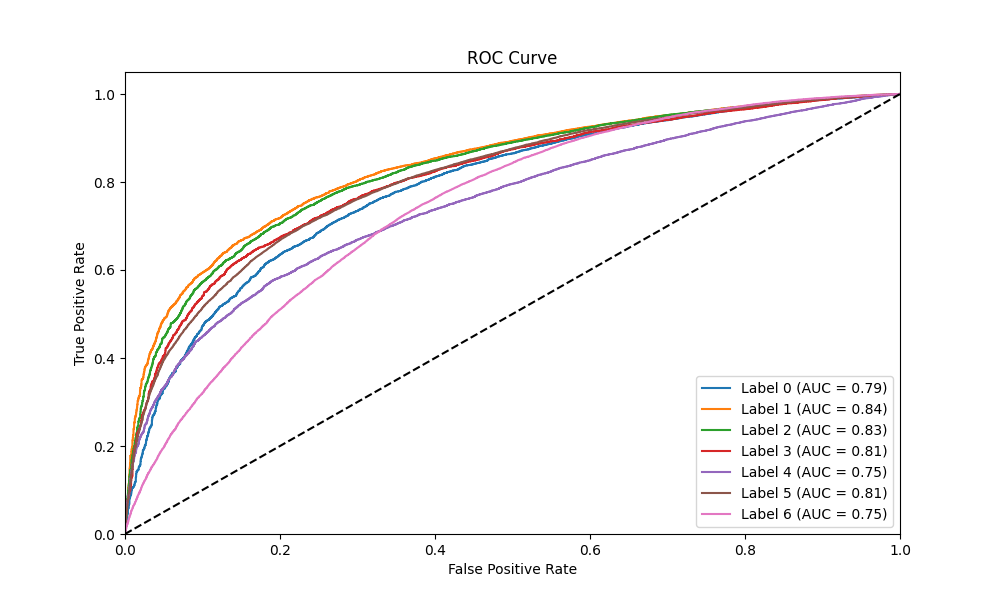 ROC Curve
True Positive Rate
1.0
0.8
0.6
0.4
0.2
0.0
Label 0 (AUC = 0.79)
Label 1 (AUC = 0.84)
Label 2 (AUC = 0.83)
Label 3 (AUC = 0.81)
Label 4 (AUC = 0.75)
Label 5 (AUC = 0.81)
Label 6 (AUC = 0.75)
0.0 0.2 0.4 0.6 0.8 1.0
False Positive Rate